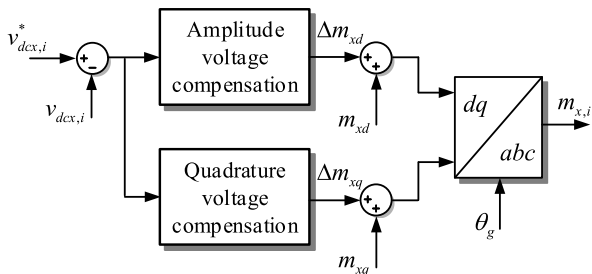 v*dcx,i
+
−
vdcx,i
Amplitude
voltage
compensation
Δmxd
+
+
mxd
Quadrature
voltage
compensation
Δmxq
+
+
mxq
dq
abc
θg
mx,i